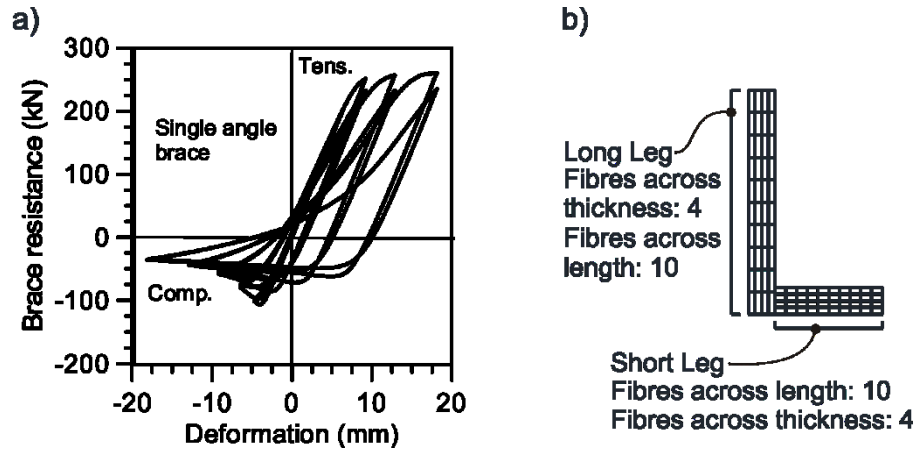 a)
300
200
100
0
-100
-200
-20
-10
0
10
20
Brace resistance (kN)
Deformation (mm)
Tens.
Single angle
brace
Comp.
b)
Long Leg
Fibres across
thickness: 4
Fibres across
length: 10
Short Leg
Fibres across length: 10
Fibres across thickness: 4